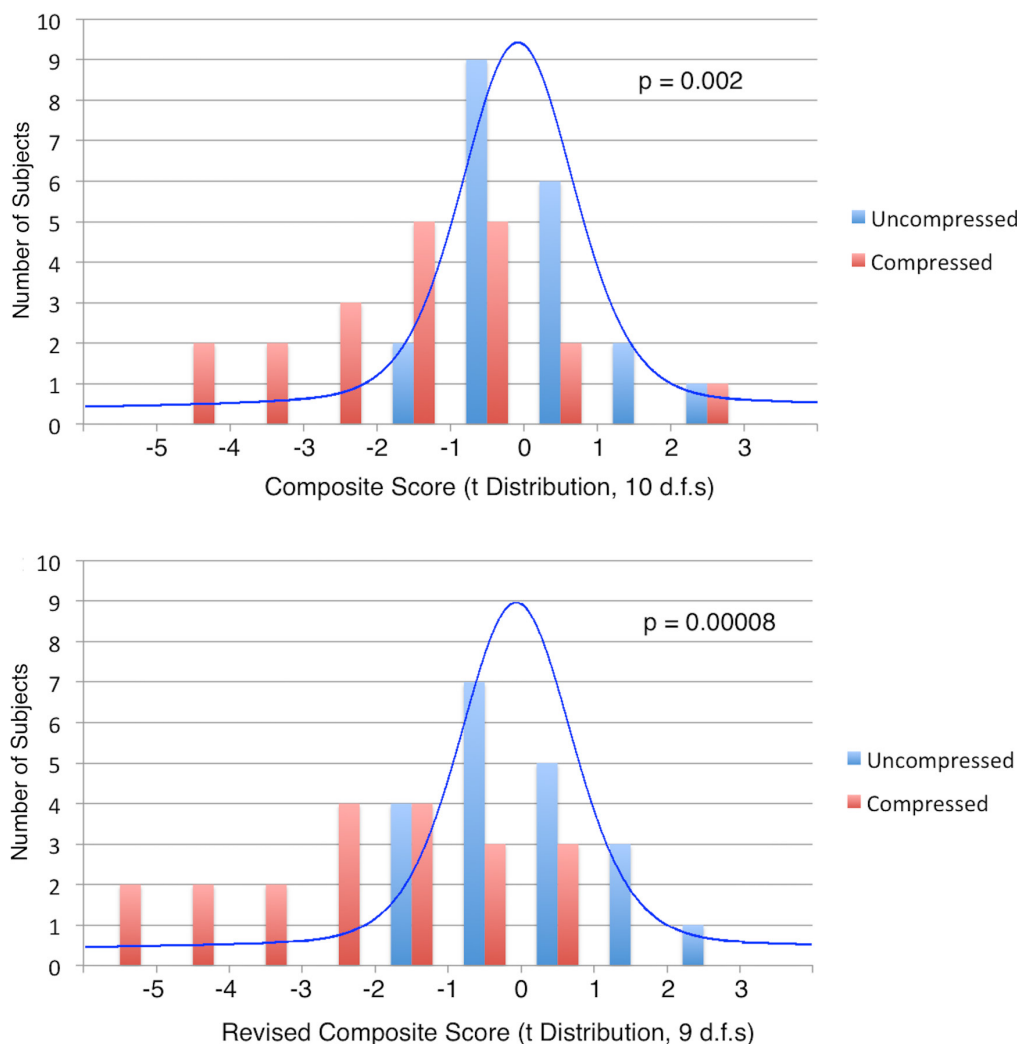 10
9
8
7
6
5
4
3
2
1
0
Number of Subjects
p = 0.002
Uncompressed
Compressed
-5 -4 -3 -2 -1 0 1 2 3
Composite Score (t Distribution, 10 d.f.s)
10
9
8
7
6
5
4
3
2
1
0
Number of Subjects
p = 0.00008
Uncompressed
Compressed
-5 -4 -3 -2 -1 0 1 2 3
Revised Composite Score (t Distribution, 9 d.f.s)